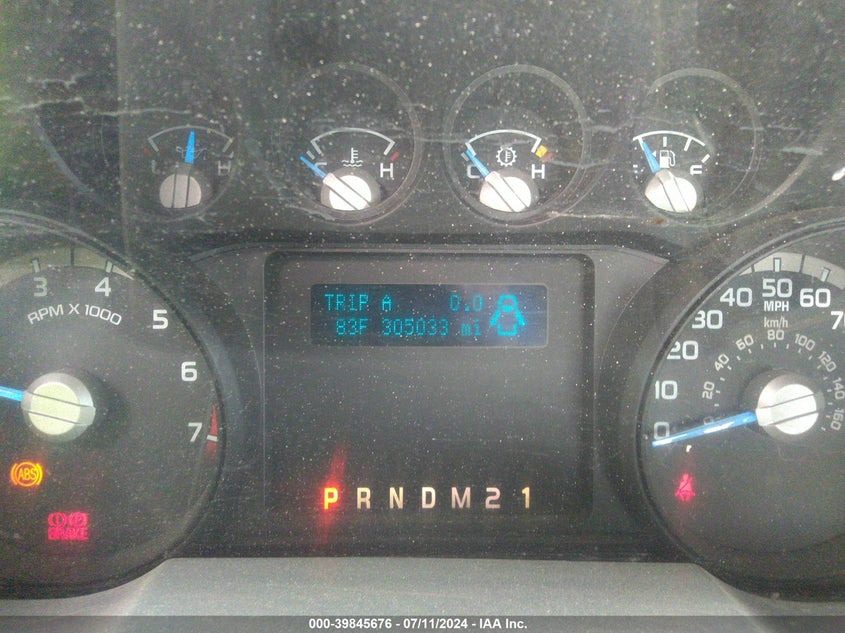 L H
C H
C H
F
3 4 5 6 7
RPM X 1000
TRIP A 0.0
83F 305033 mi
0 10 20 30 40 50 60 70
MPH
km/h
20 40 60 80 100 120 140 160
ABS
BRAKE
P R N D M 2 1
000-39845676 - 07/11/2024 - IAA Inc.